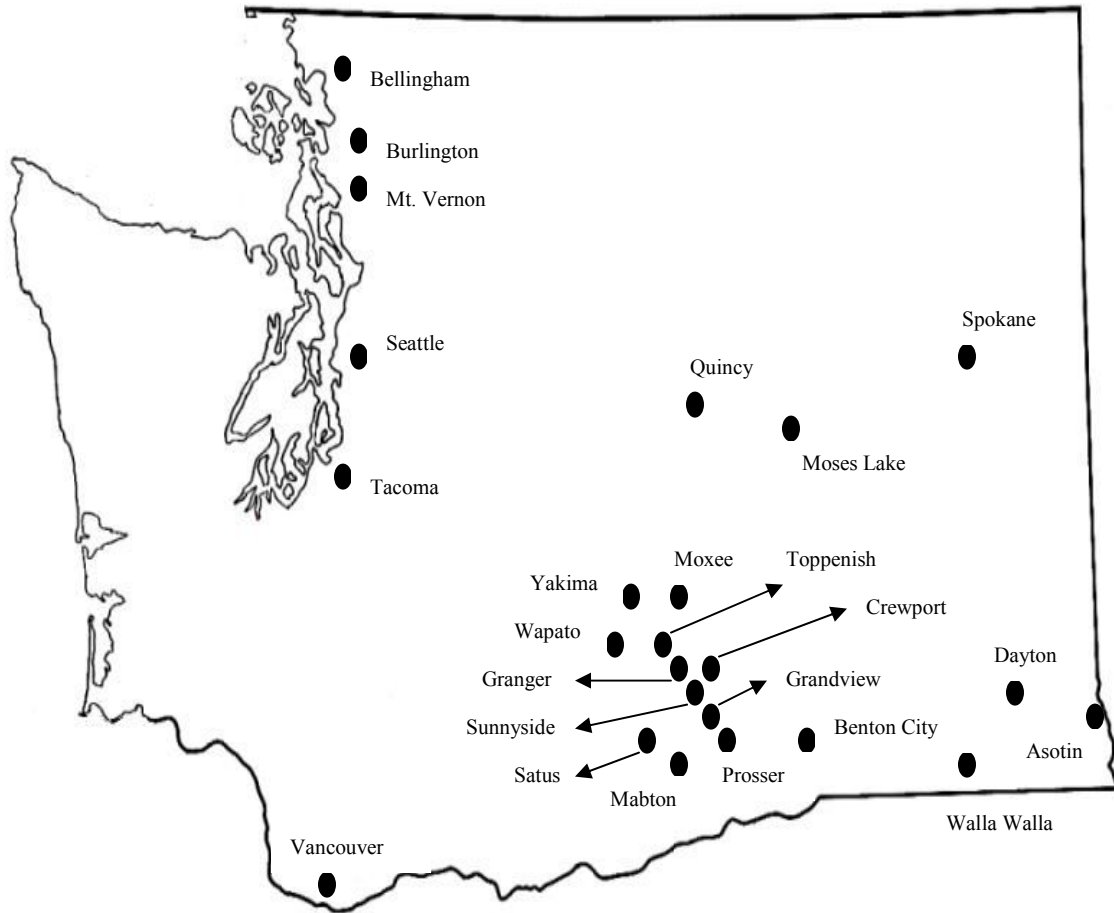 Bellingham
Burlington
Mt. Vernon
Spokane
Seattle
Quincy
Moses Lake
Tacoma
Moxee
Toppenish
Yakima
Crewport
Wapato
Dayton
Granger
Grandview
Sunnyside
Benton City
Asotin
Satus
Prosser
Mabton
Walla Walla
Vancouver